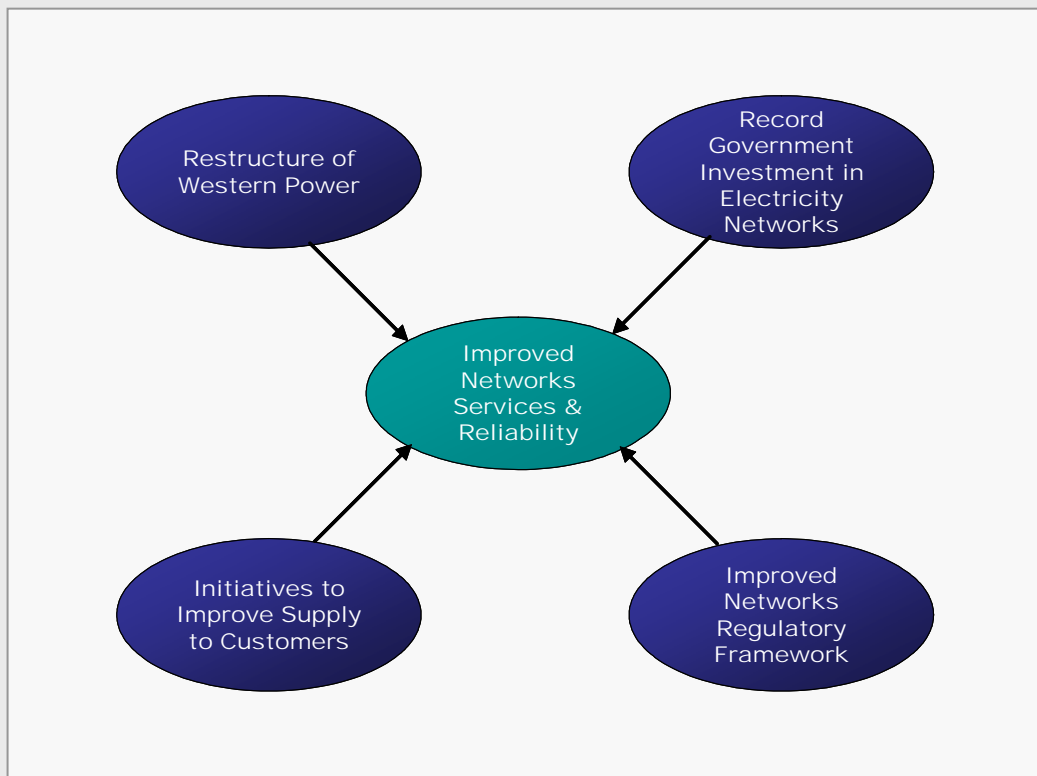 Restructure of
Western Power
Record
Government
Investment in
Electricity
Networks
Improved
Networks
Services &
Reliability
Initiatives to
Improve Supply
to Customers
Improved
Networks
Regulatory
Framework